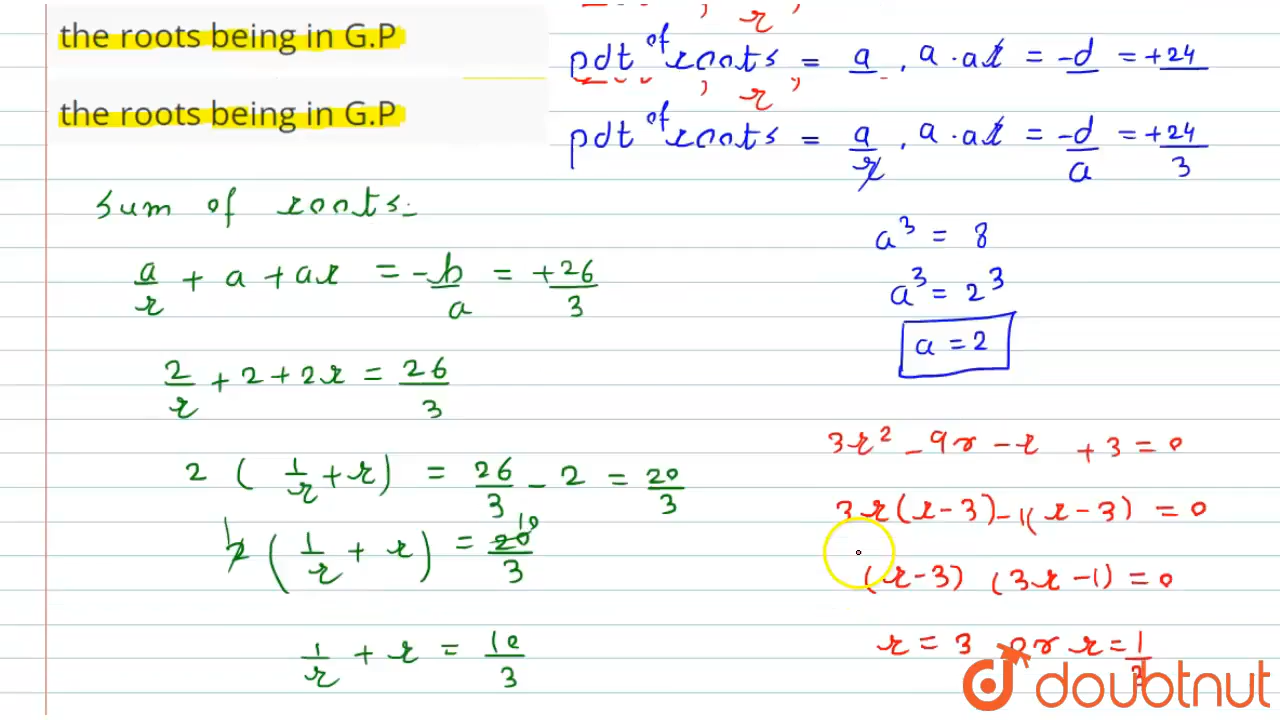 the roots being in G.P
, r ,
pdt of roots = a . a . ar = -d = +24
the roots being in G.P
, r ,
pdt of roots = a/r . a . ar = -d/a = +24/3
Sum of roots:
a/r + a + ar = -b/a = +26/3
2/r + 2 + 2r = 26/3
2 (1/r + r) = 26/3 - 2 = 20/3
2 (1/r + r) = 20/3
1 10
1/r + r = 10/3
a³ = 8
a³ = 2³
a = 2
3r² - 9r - r + 3 = 0
3r(r-3) -1(r-3) = 0
(r-3) (3r-1) = 0
r = 3 or r = 1/3
doubtnut